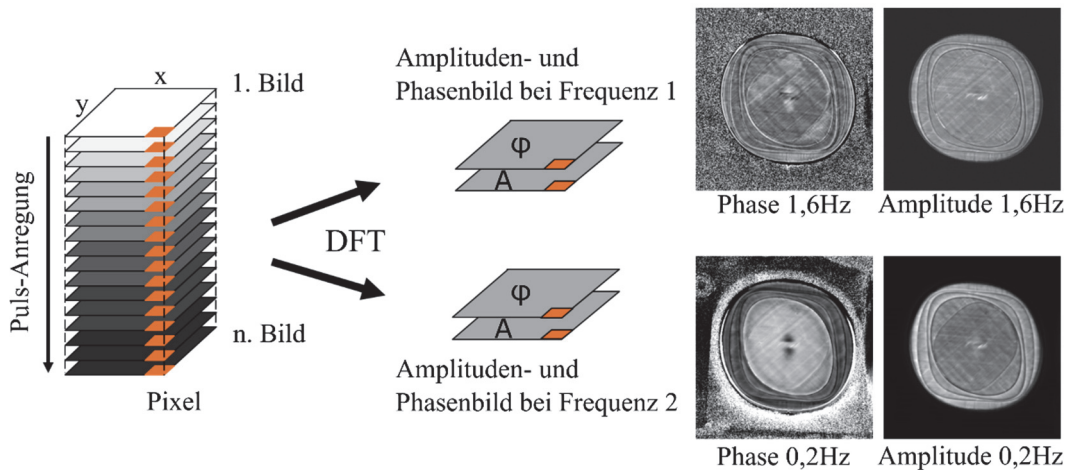 x
y
1. Bild
Puls-Anregung
n. Bild
Pixel
DFT
Amplituden- und
Phasenbild bei Frequenz 1
φ
A
φ
A
Amplituden- und
Phasenbild bei Frequenz 2
Phase 1,6Hz
Amplitude 1,6Hz
Phase 0,2Hz
Amplitude 0,2Hz